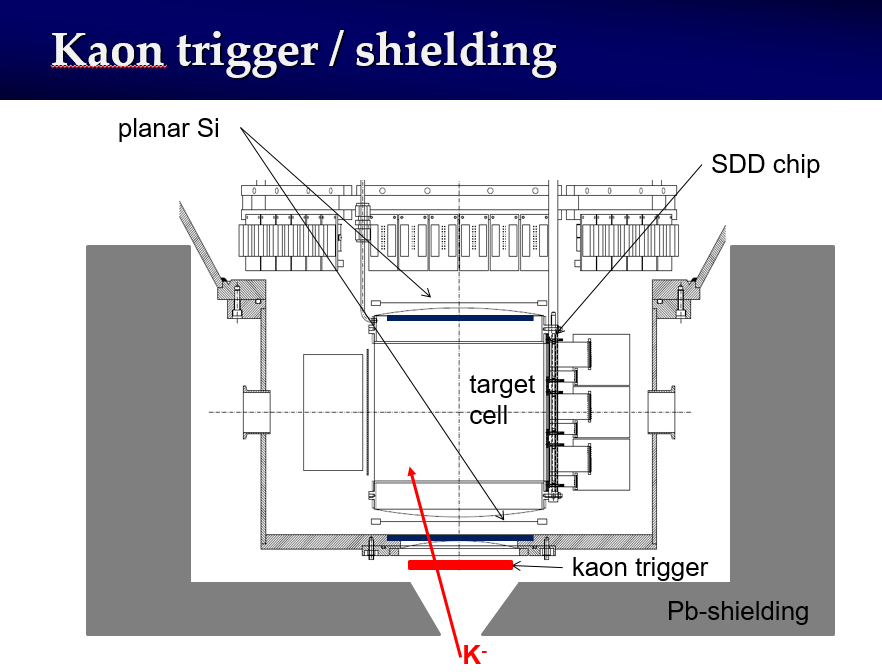 Kaon trigger / shielding
planar Si
SDD chip
target
cell
kaon trigger
Pb-shielding
K-